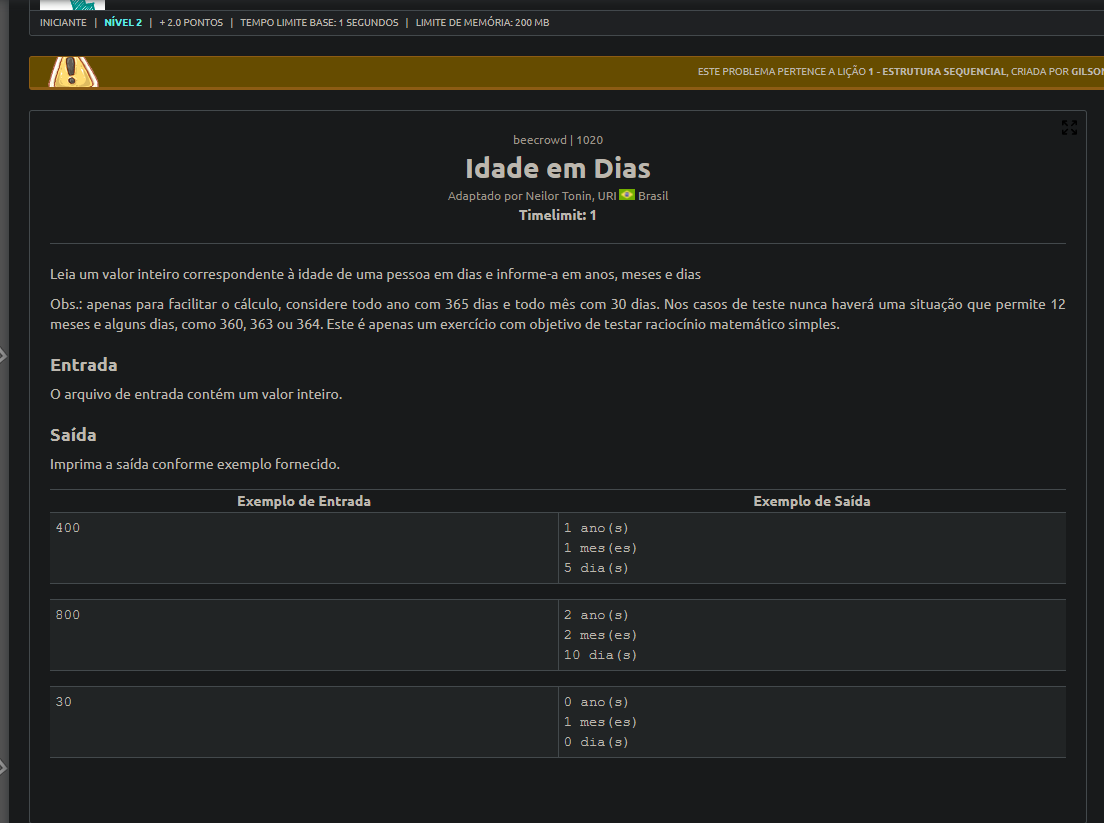 INICIANTE | NÍVEL 2 | + 2.0 PONTOS | TEMPO LIMITE BASE: 1 SEGUNDOS | LIMITE DE MEMÓRIA: 200 MB
ESTE PROBLEMA PERTENCE A LIÇÃO 1 - ESTRUTURA SEQUENCIAL, CRIADA POR GILSON
beecrowd | 1020
Idade em Dias
Adaptado por Neilor Tonin, URI Brasil
Timelimit: 1
Leia um valor inteiro correspondente à idade de uma pessoa em dias e informe-a em anos, meses e dias
Obs.: apenas para facilitar o cálculo, considere todo ano com 365 dias e todo mês com 30 dias. Nos casos de teste nunca haverá uma situação que permite 12
meses e alguns dias, como 360, 363 ou 364. Este é apenas um exercício com objetivo de testar raciocínio matemático simples.
Entrada
O arquivo de entrada contém um valor inteiro.
Saída
Imprima a saída conforme exemplo fornecido.
Exemplo de Entrada Exemplo de Saída
400 1 ano(s)
1 mes(es)
5 dia(s)
800 2 ano(s)
2 mes(es)
10 dia(s)
30 0 ano(s)
1 mes(es)
0 dia(s)